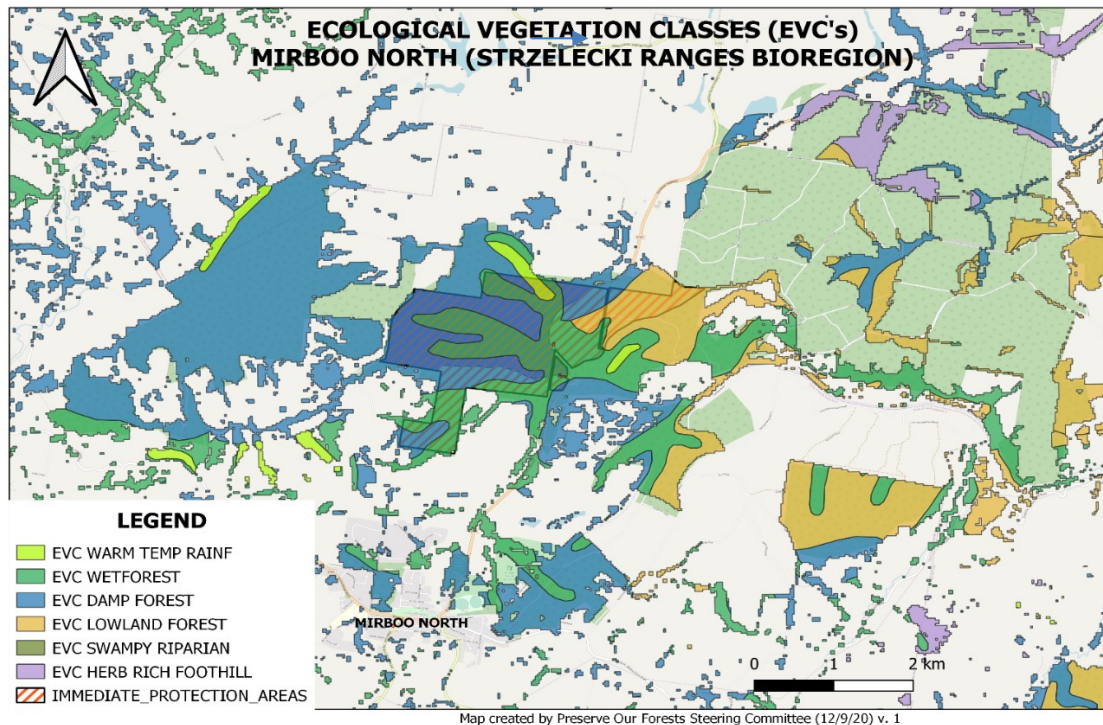 ECOLOGICAL VEGETATION CLASSES (EVC's)
MIRBOO NORTH (STRZELECKI RANGES BIOREGION)
LEGEND
EVC WARM TEMP RAINF
EVC WETFOREST
EVC DAMP FOREST
EVC LOWLAND FOREST
EVC SWAMPY RIPARIAN
EVC HERB RICH FOOTHILL
IMMEDIATE_PROTECTION_AREAS
MIRBOO NORTH
0 1 2 km
Map created by Preserve Our Forests Steering Committee (12/9/20) v. 1